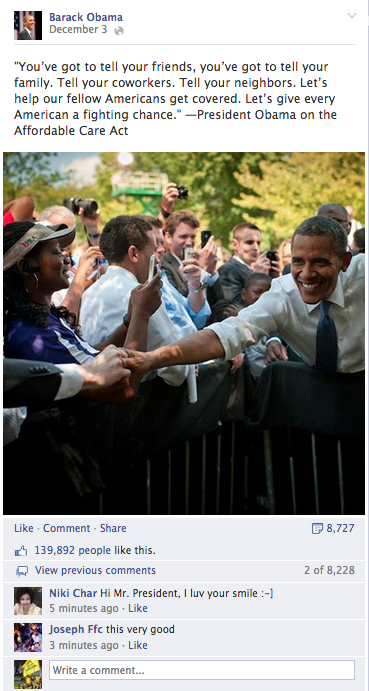 Barack Obama
December 3
"You've got to tell your friends, you've got to tell your
family. Tell your coworkers. Tell your neighbors. Let's
help our fellow Americans get covered. Let's give every
American a fighting chance." —President Obama on the
Affordable Care Act
Like · Comment · Share 8,727
139,892 people like this.
View previous comments 2 of 8,228
Niki Char Hi Mr. President, I luv your smile :-]
5 minutes ago · Like
Joseph Ffc this very good
3 minutes ago · Like
Write a comment...